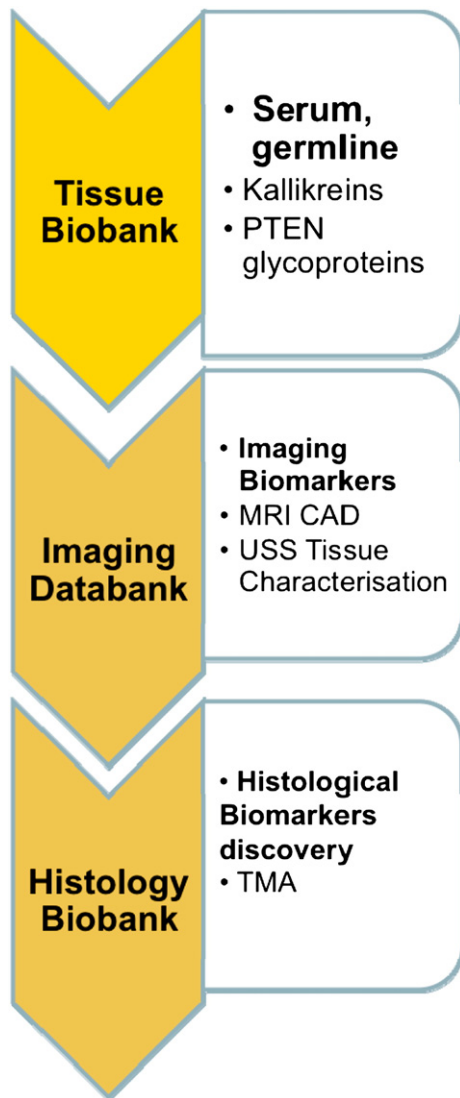 Tissue
Biobank
• Serum,
germline
• Kallikreins
• PTEN
glycoproteins
Imaging
Databank
• Imaging
Biomarkers
• MRI CAD
• USS Tissue
Characterisation
Histology
Biobank
• Histological
Biomarkers
discovery
• TMA